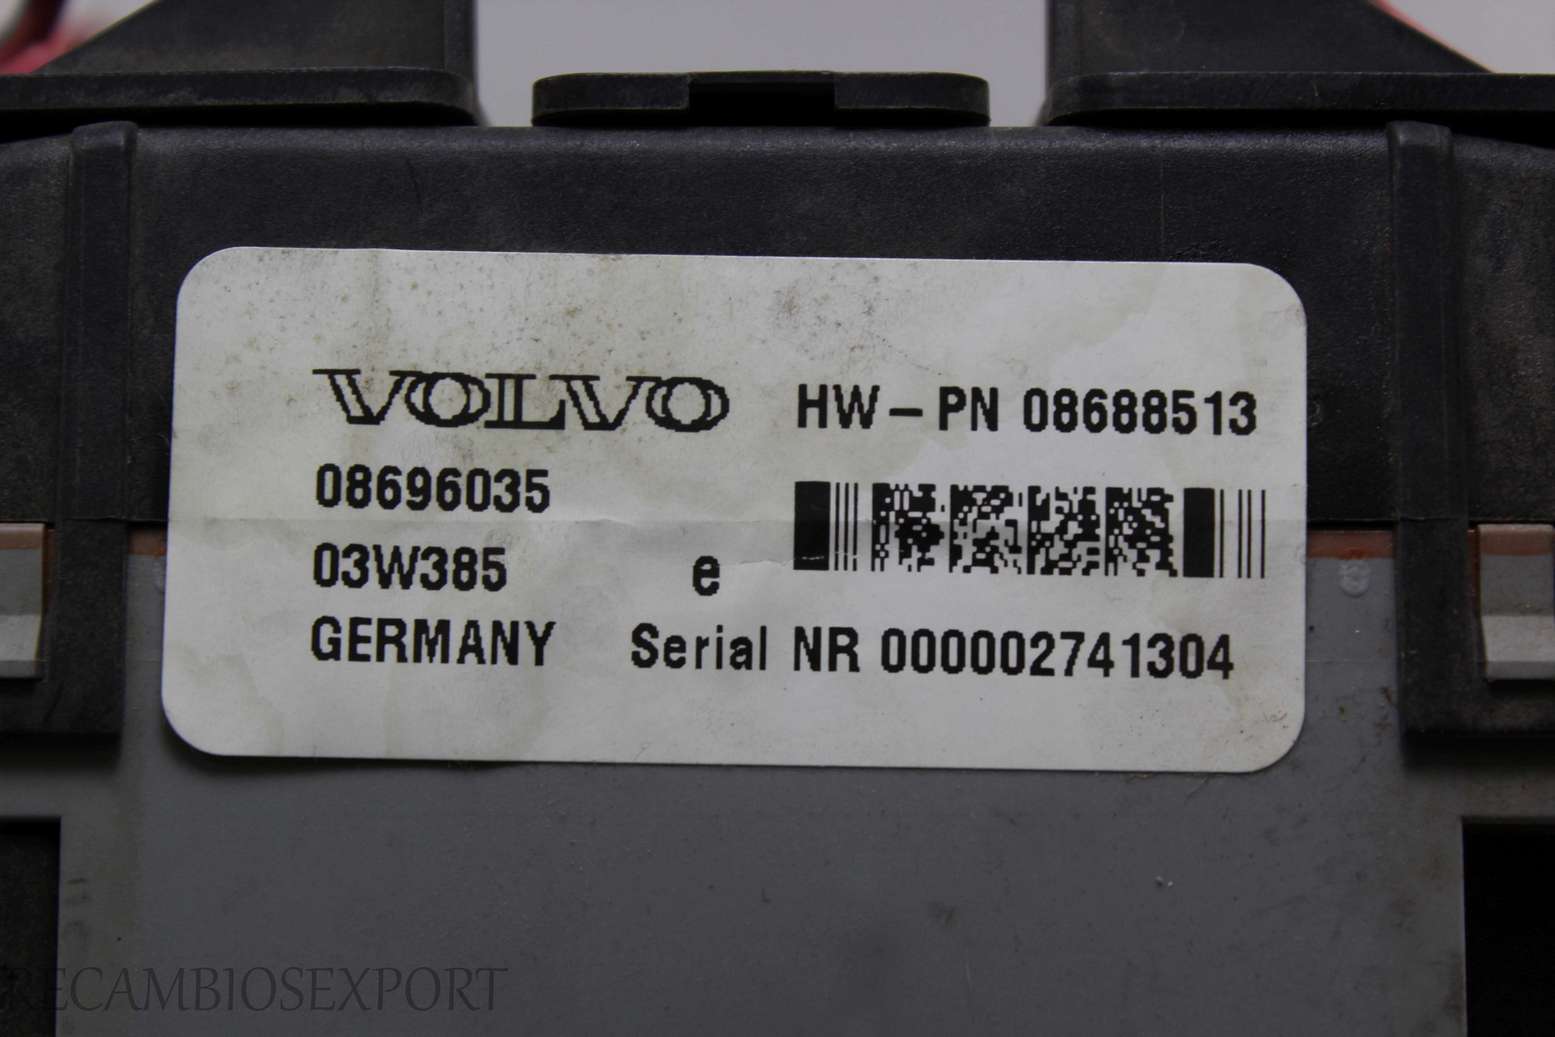 VOLVO HW-PN 08688513
08696035
03W385 e
GERMANY Serial NR 000002741304
RECAMBIOSEXPORT